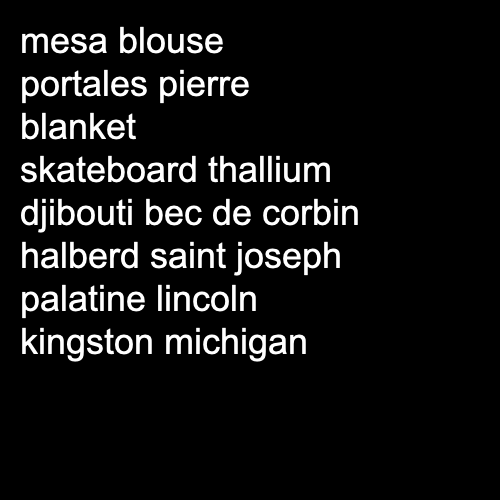 mesa blouse
portales pierre
blanket
skateboard thallium
djibouti bec de corbin
halberd saint joseph
palatine lincoln
kingston michigan